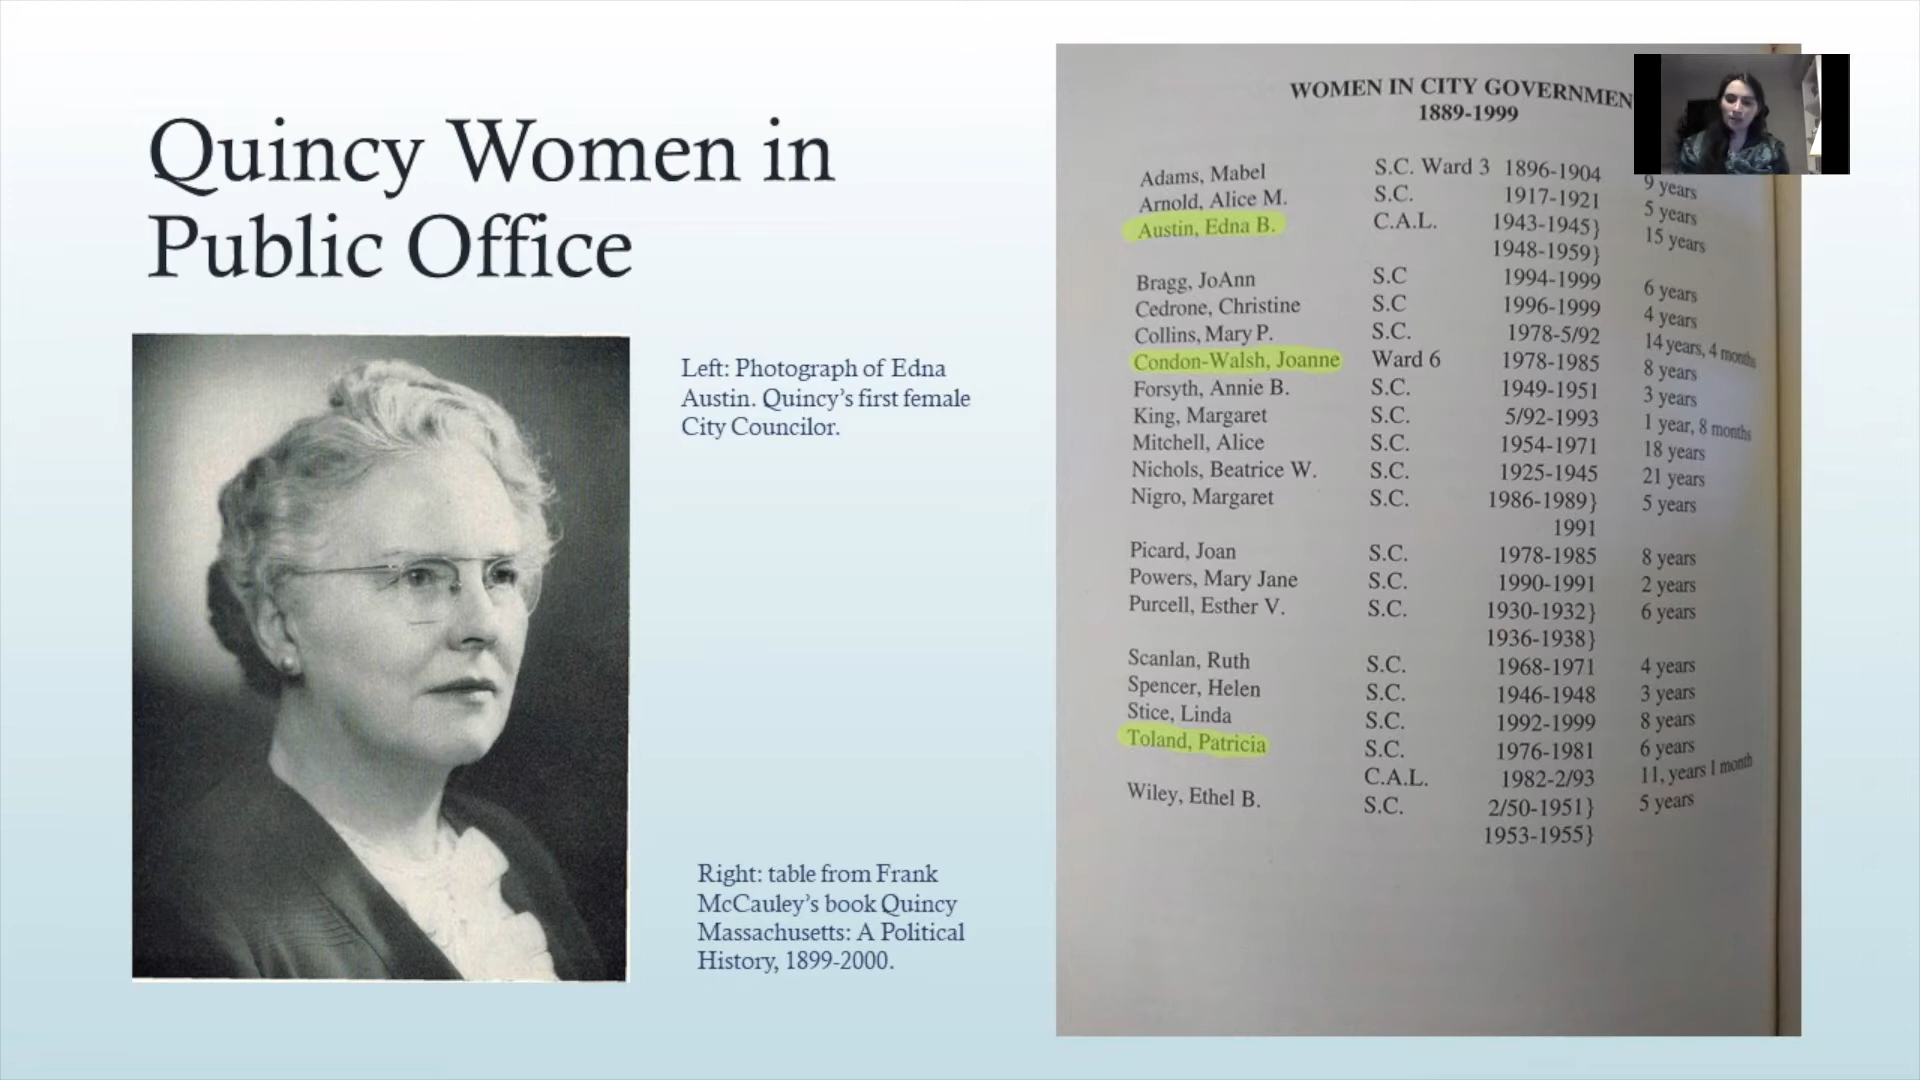 Quincy Women in
Public Office
Left: Photograph of Edna
Austin. Quincy's first female
City Councilor.
Right: table from Frank
McCauley's book Quincy
Massachusetts: A Political
History, 1899-2000.
WOMEN IN CITY GOVERNMEN
1889-1999
Adams, Mabel S.C. Ward 3 1896-1904 9 years
Arnold, Alice M. S.C. 1917-1921 5 years
Austin, Edna B. C.A.L. 1943-1945} 15 years
1948-1959}
Bragg, JoAnn S.C 1994-1999 6 years
Cedrone, Christine S.C 1996-1999 4 years
Collins, Mary P. S.C. 1978-5/92 14 years, 4 months
Condon-Walsh, Joanne Ward 6 1978-1985 8 years
Forsyth, Annie B. S.C. 1949-1951 3 years
King, Margaret S.C. 5/92-1993 1 year, 8 months
Mitchell, Alice S.C. 1954-1971 18 years
Nichols, Beatrice W. S.C. 1925-1945 21 years
Nigro, Margaret S.C. 1986-1989} 5 years
1991
Picard, Joan S.C. 1978-1985 8 years
Powers, Mary Jane S.C. 1990-1991 2 years
Purcell, Esther V. S.C. 1930-1932} 6 years
1936-1938}
Scanlan, Ruth S.C. 1968-1971 4 years
Spencer, Helen S.C. 1946-1948 3 years
Stice, Linda S.C. 1992-1999 8 years
Toland, Patricia S.C. 1976-1981 6 years
C.A.L. 1982-2/93 11, years 1 month
Wiley, Ethel B. S.C. 2/50-1951} 5 years
1953-1955}